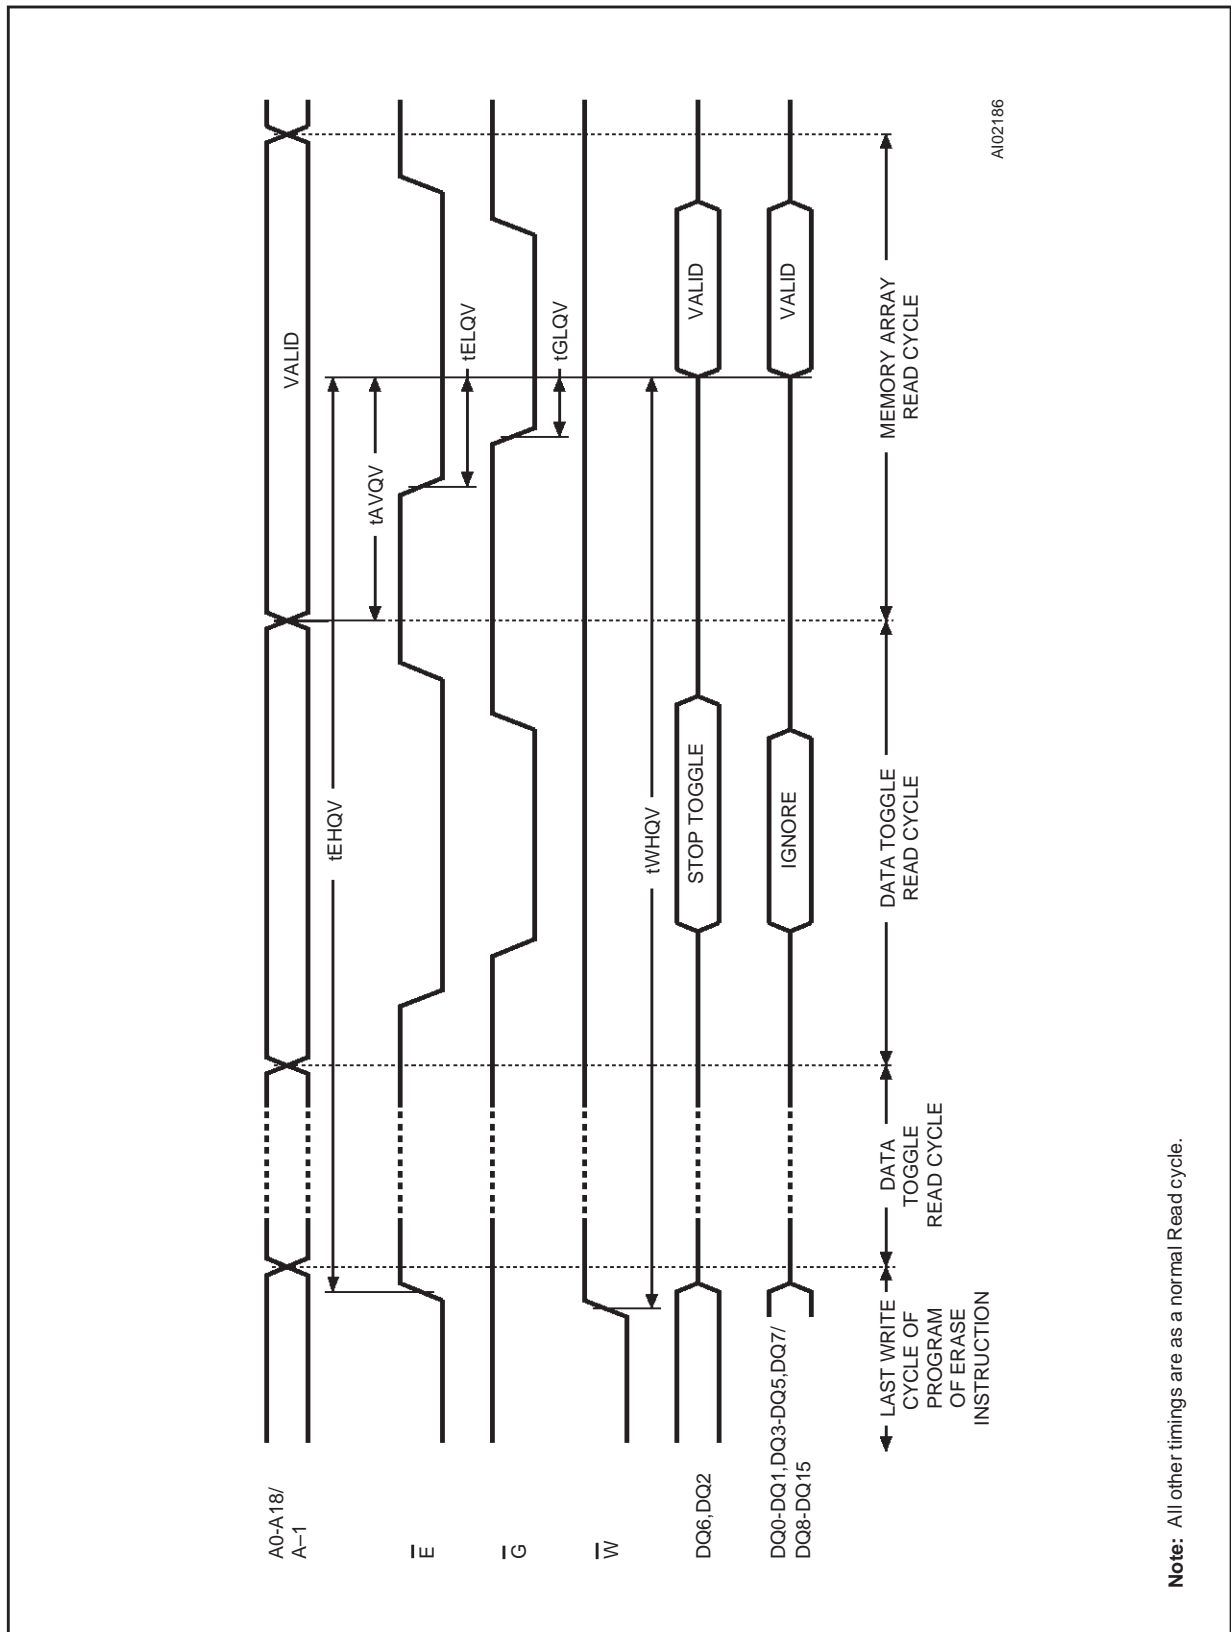 A0-A18/
A–1
E
G
W
DQ6,DQ2
DQ0-DQ1,DQ3-DQ5,DQ7/
DQ8-DQ15
VALID
tEHQV
tAVQV
tELQV
tGLQV
tWHQV
STOP TOGGLE
VALID
IGNORE
VALID
LAST WRITE
CYCLE OF
PROGRAM
OF ERASE
INSTRUCTION
DATA
TOGGLE
READ CYCLE
DATA TOGGLE
READ CYCLE
MEMORY ARRAY
READ CYCLE
AI02186
Note: All other timings are as a normal Read cycle.